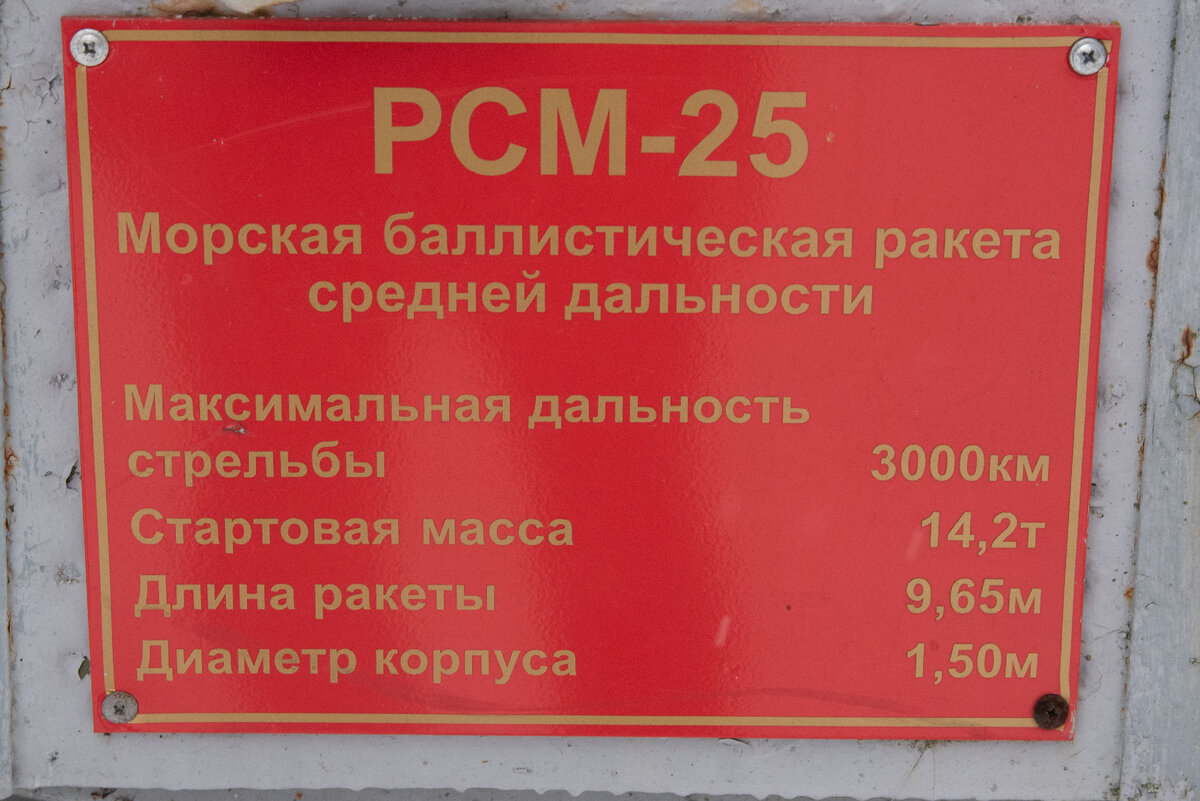 РСМ-25
Морская баллистическая ракета
средней дальности
Максимальная дальность
стрельбы 3000км
Стартовая масса 14,2т
Длина ракеты 9,65м
Диаметр корпуса 1,50м